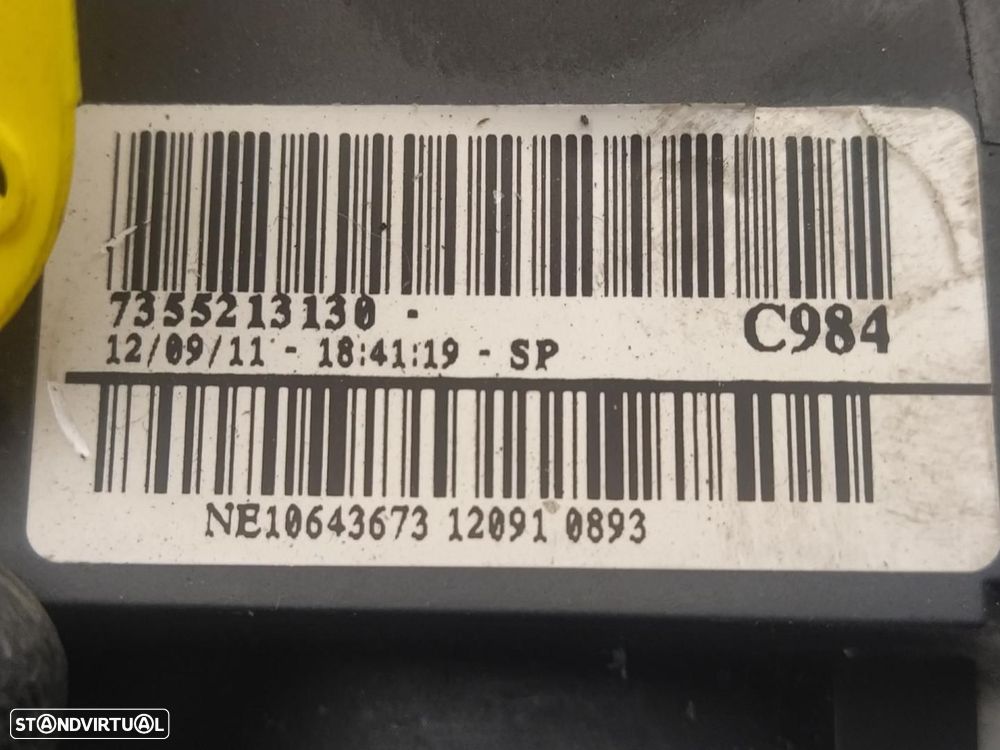 7355213130 -
C984
12/09/11 - 18:41:19 - SP
NE10643673 12091 0893
STANDVIRTUAL